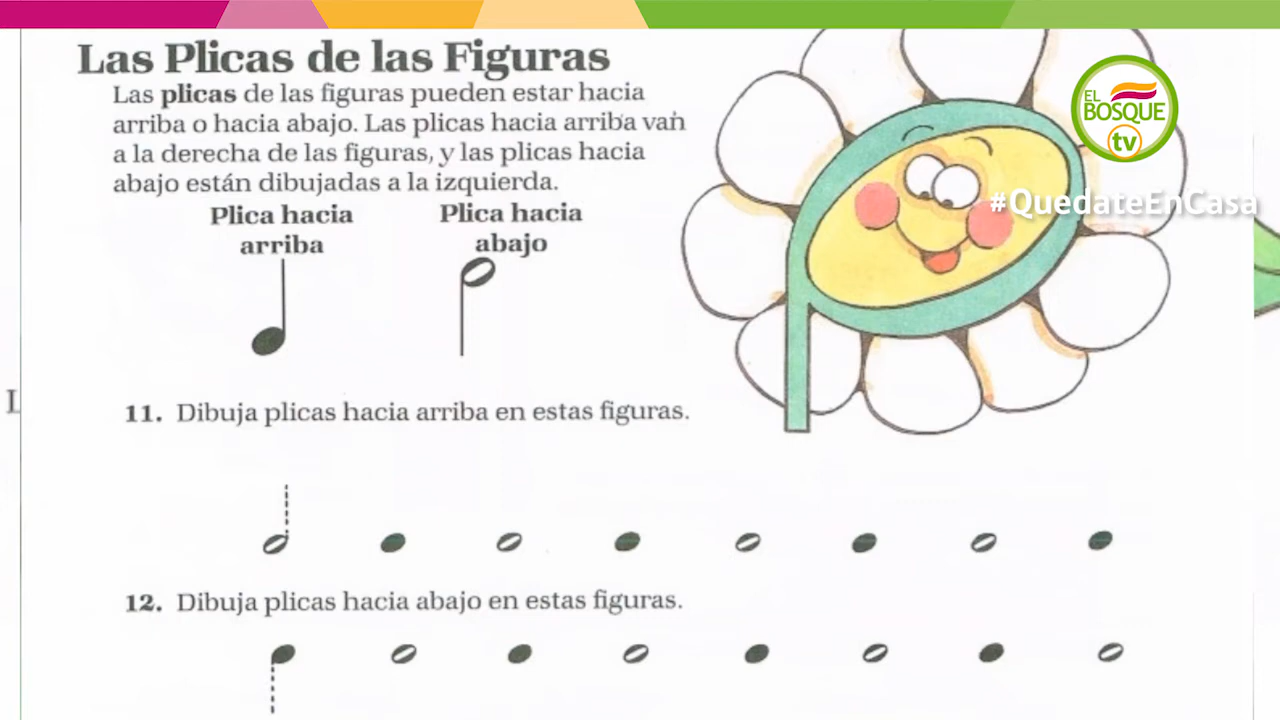 Las Plicas de las Figuras
Las plicas de las figuras pueden estar hacia
arriba o hacia abajo. Las plicas hacia arriba van
a la derecha de las figuras, y las plicas hacia
abajo están dibujadas a la izquierda.
Plica hacia
arriba
Plica hacia
abajo
11. Dibuja plicas hacia arriba en estas figuras.
12. Dibuja plicas hacia abajo en estas figuras.
EL
BOSQUE
tv
#QuedateEnCasa
L